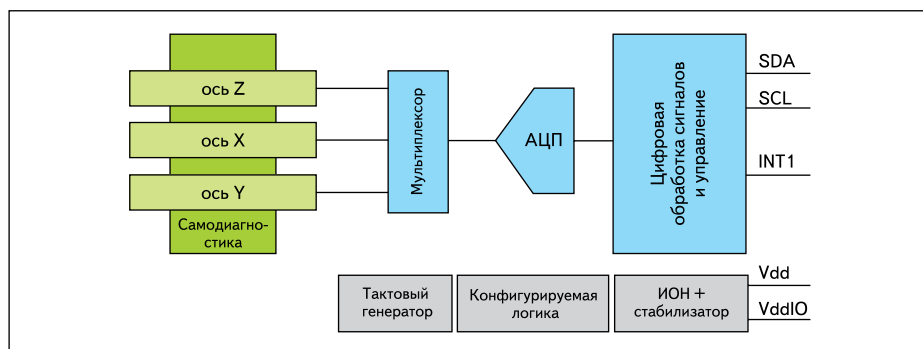 ось Z
ось X
ось Y
Самодиагно-
стика
Мультиплексор
АЦП
Цифровая
обработка сигналов
и управление
SDA
SCL
INT1
Тактовый
генератор
Конфигурируемая
логика
ИОН +
стабилизатор
Vdd
VddIO